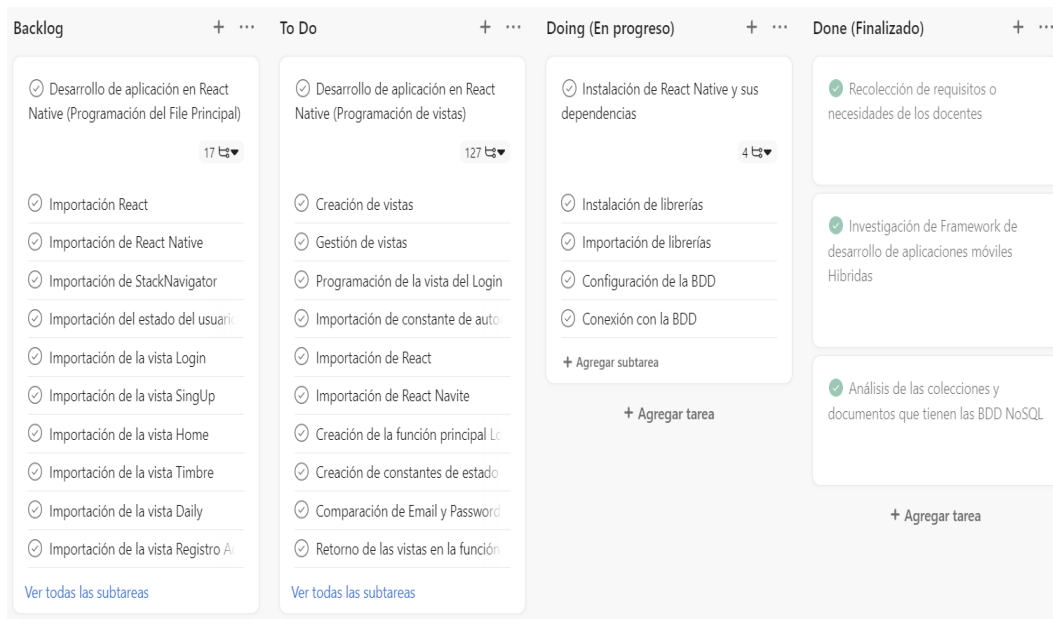 Backlog
Desarrollo de aplicación en React
Native (Programación del File Principal)
17
Importación React
Importación de React Native
Importación de StackNavigator
Importación del estado del
Importación de la vista Login
Importación de la vista SingUp
Importación de la vista Home
Importación de la vista Timbre
Importación de la vista Daily
Importación de la vista Registro
Ver todas las subtareas
To Do
Desarrollo de aplicación en React
Native (Programación de vistas)
127
Creación de vistas
Gestión de vistas
Programación de la vista del Login
Importación de constante de
Importación de React
Importación de React Navite
Creación de la función principal
Creación de constantes de estado
Comparación de Email y Password
Retorno de las vistas en la función
Ver todas las subtareas
Doing (En progreso)
Instalación de React Native y sus
dependencias
4
Instalación de librerías
Importación de librerías
Configuración de la BDD
Conexión con la BDD
+ Agregar subtarea
+ Agregar tarea
Done (Finalizado)
Recolección de requisitos o
necesidades de los docentes
Investigación de Framework de
desarrollo de aplicaciones móviles
Hibridas
Análisis de las colecciones y
documentos que tienen las BDD NoSQL
+ Agregar tarea